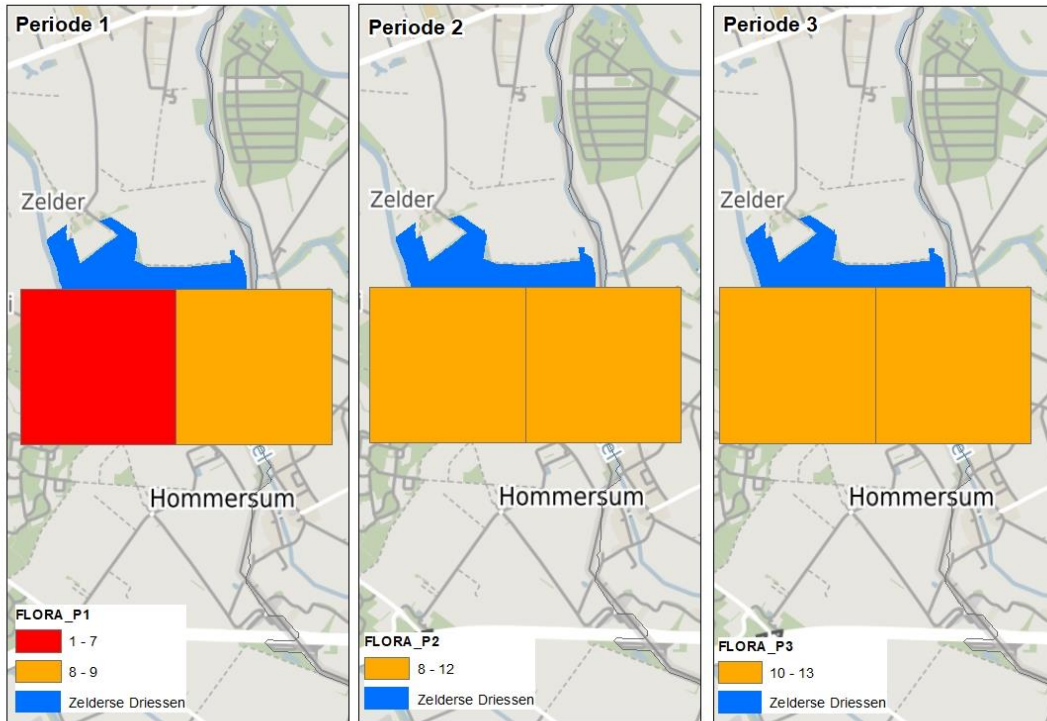 Periode 1
Zelder
Hommersum
FLORA_P1
1 - 7
8 - 9
Zelderse Driessen
Periode 2
Zelder
Hommersum
FLORA_P2
8 - 12
Zelderse Driessen
Periode 3
Zelder
Hommersum
FLORA_P3
10 - 13
Zelderse Driessen